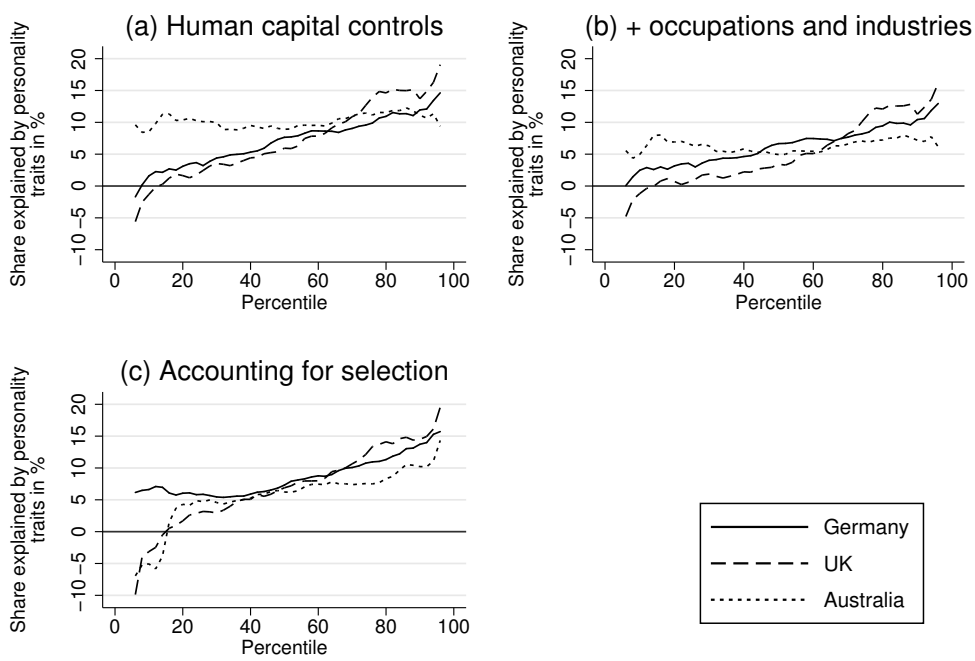 (a) Human capital controls
Share explained by personality
traits in %
20
15
10
5
0
−5
−10
0 20 40 60 80 100
Percentile
(b) + occupations and industries
Share explained by personality
traits in %
20
15
10
5
0
−5
−10
0 20 40 60 80 100
Percentile
(c) Accounting for selection
Share explained by personality
traits in %
20
15
10
5
0
−5
−10
0 20 40 60 80 100
Percentile
Germany
UK
Australia